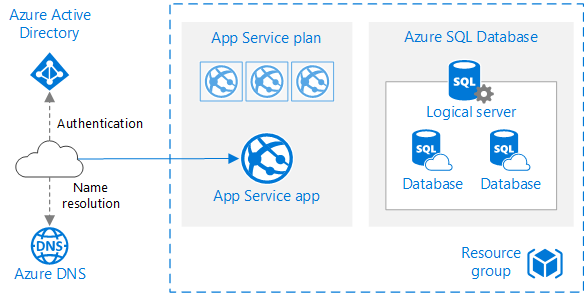 Azure Active
Directory
Authentication
Name
resolution
DNS
Azure DNS
App Service plan
App Service app
Azure SQL Database
SQL
Logical server
SQL
SQL
Database
Database
Resource
group